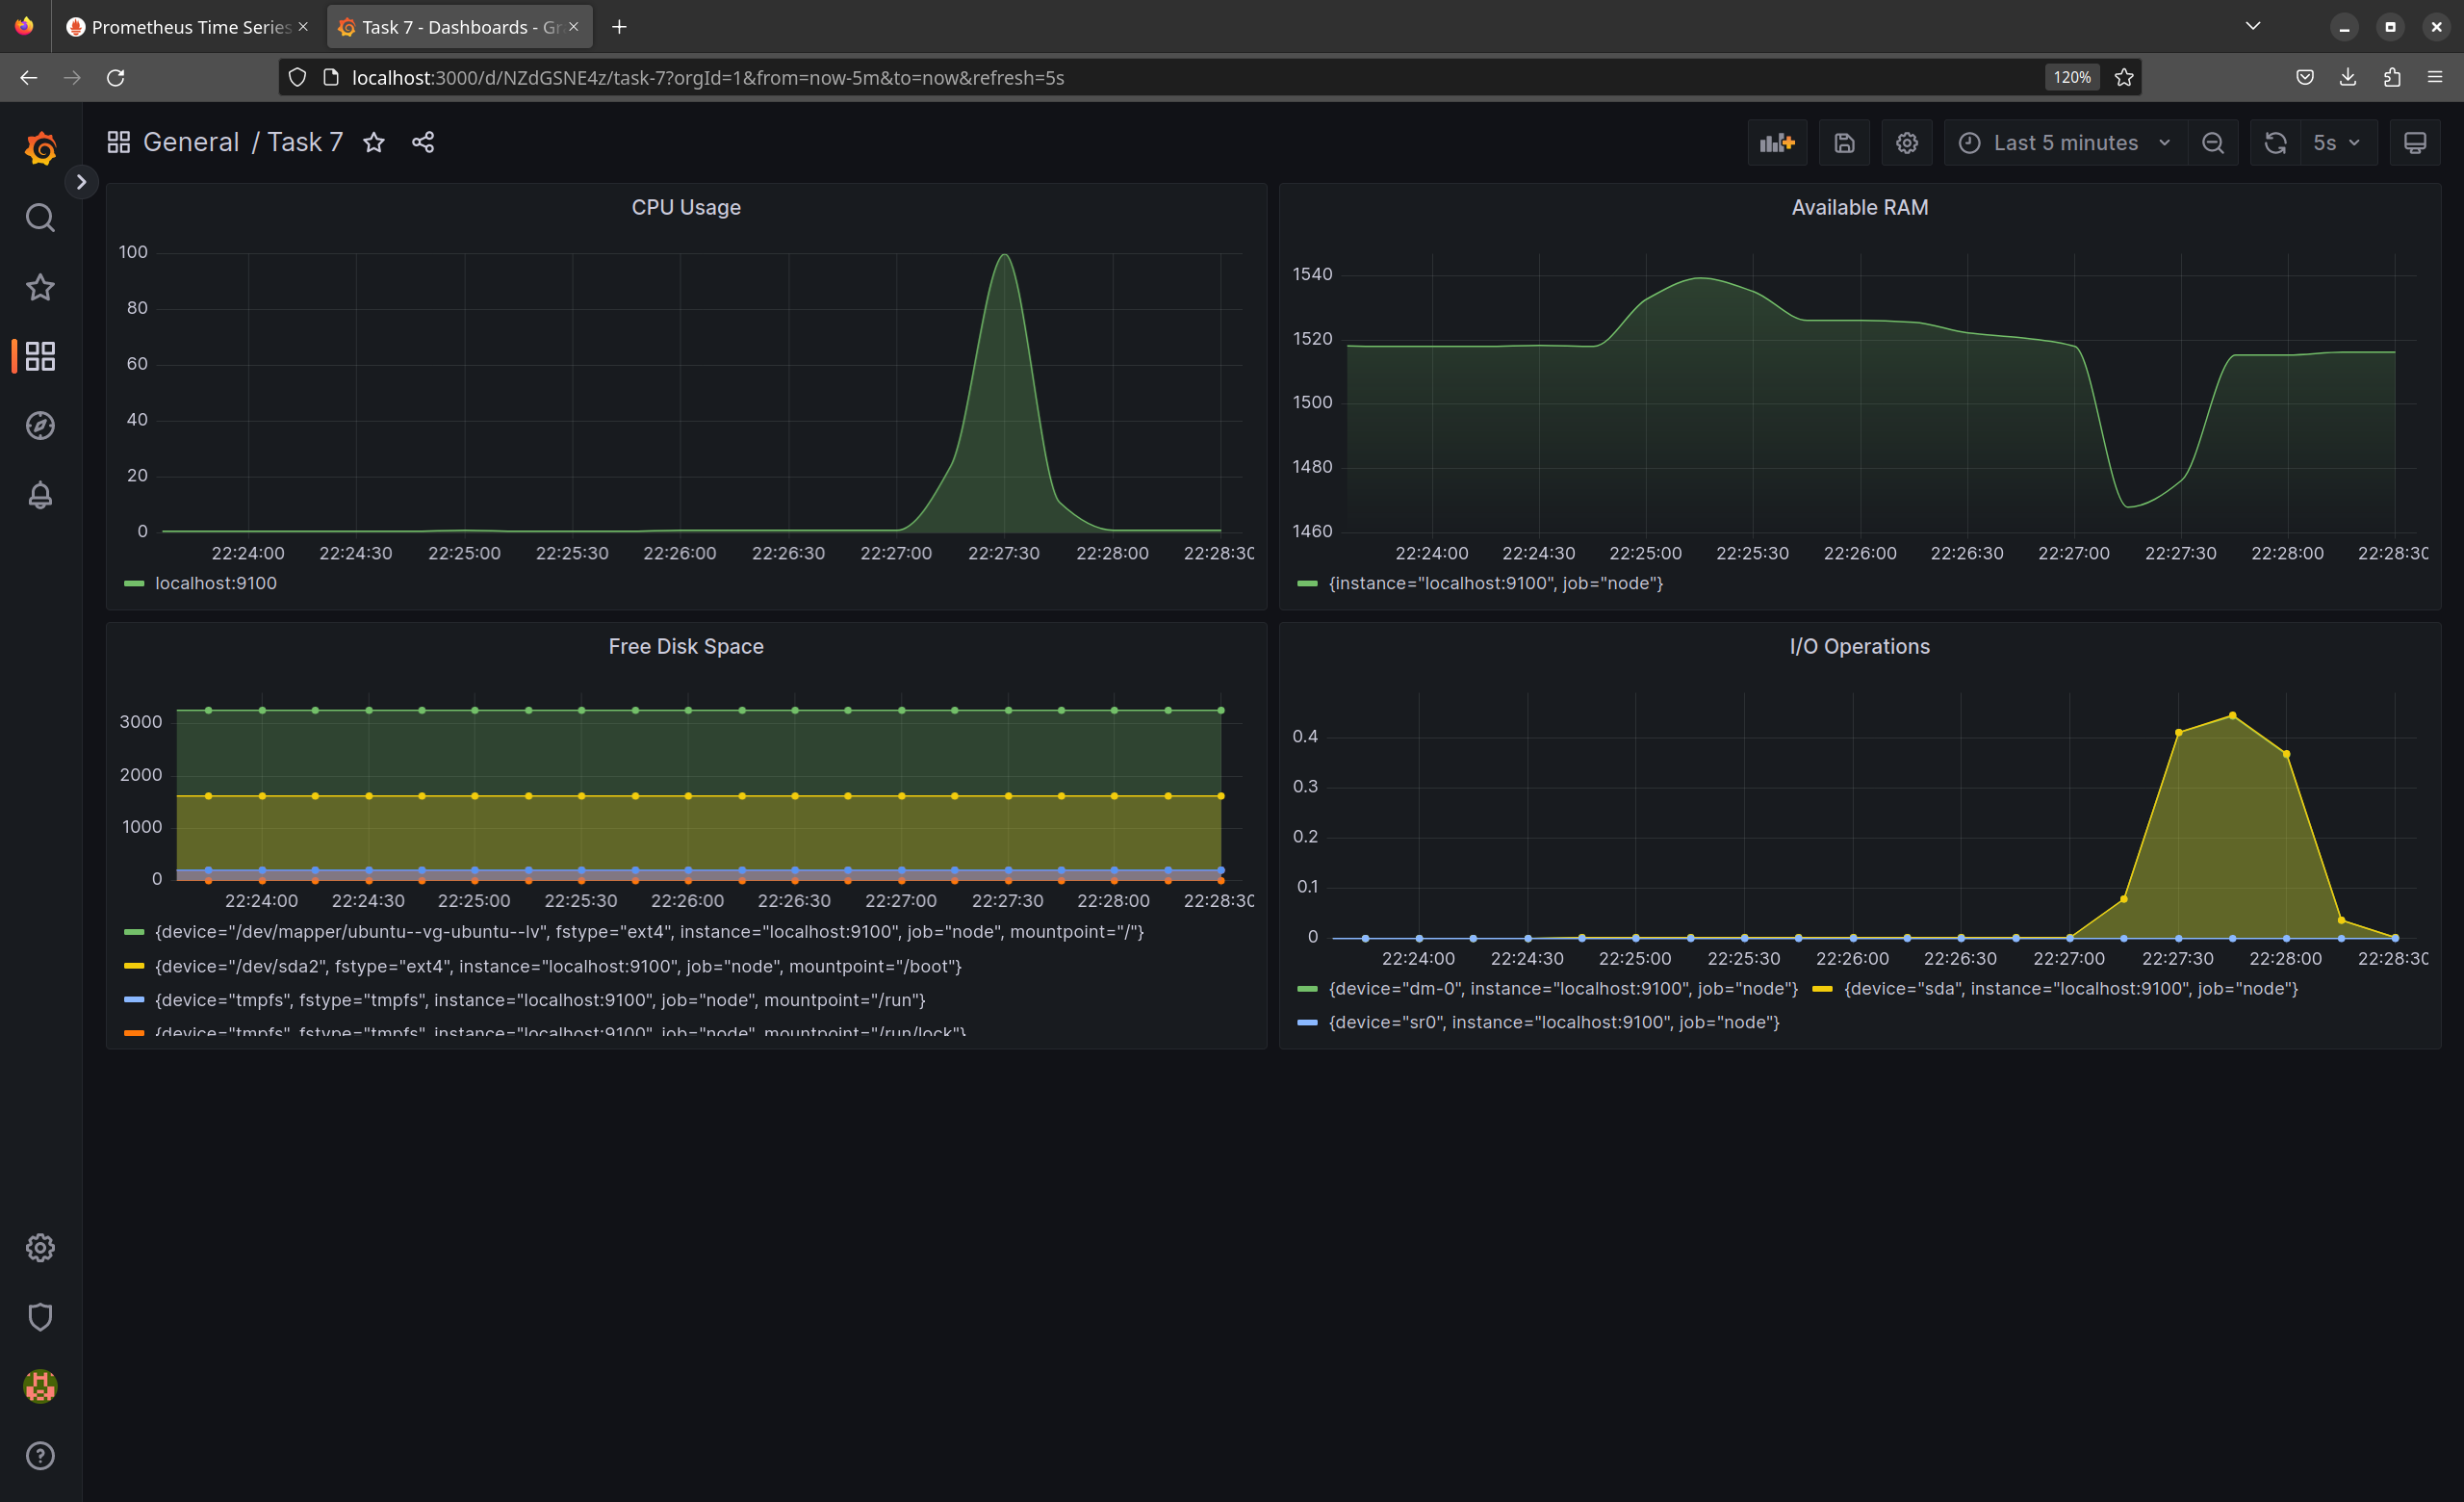 Prometheus Time Series
Task 7 - Dashboards - Gr
localhost:3000/d/NZdGSNE4z/task-7?orgId=1&from=now-5m&to=now&refresh=5s
120%
General / Task 7
Last 5 minutes
5s
CPU Usage
100
80
60
40
20
0
22:24:00 22:24:30 22:25:00 22:25:30 22:26:00 22:26:30 22:27:00 22:27:30 22:28:00 22:28:30
localhost:9100
Available RAM
1540
1520
1500
1480
1460
22:24:00 22:24:30 22:25:00 22:25:30 22:26:00 22:26:30 22:27:00 22:27:30 22:28:00 22:28:30
{instance="localhost:9100", job="node"}
Free Disk Space
3000
2000
1000
0
22:24:00 22:24:30 22:25:00 22:25:30 22:26:00 22:26:30 22:27:00 22:27:30 22:28:00 22:28:30
{device="/dev/mapper/ubuntu--vg-ubuntu--lv", fstype="ext4", instance="localhost:9100", job="node", mountpoint="/"}
{device="/dev/sda2", fstype="ext4", instance="localhost:9100", job="node", mountpoint="/boot"}
{device="tmpfs", fstype="tmpfs", instance="localhost:9100", job="node", mountpoint="/run"}
{device="tmpfs", fstype="tmpfs", instance="localhost:9100", job="node", mountpoint="/run/lock"}
I/O Operations
0.4
0.3
0.2
0.1
0
22:24:00 22:24:30 22:25:00 22:25:30 22:26:00 22:26:30 22:27:00 22:27:30 22:28:00 22:28:30
{device="dm-0", instance="localhost:9100", job="node"} {device="sda", instance="localhost:9100", job="node"}
{device="sr0", instance="localhost:9100", job="node"}